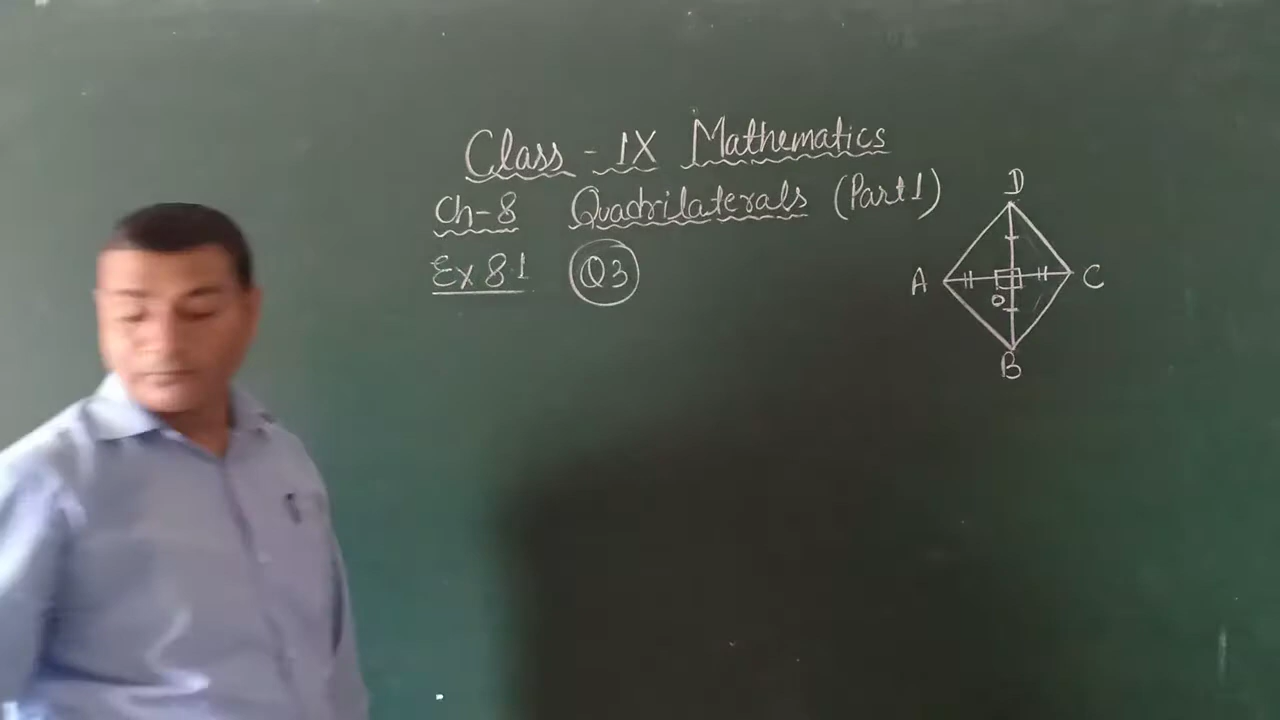 Class - IX Mathematics
Ch-8 Quadrilaterals (Part 1)
Ex 8.1 Q3
D
A C
O
B